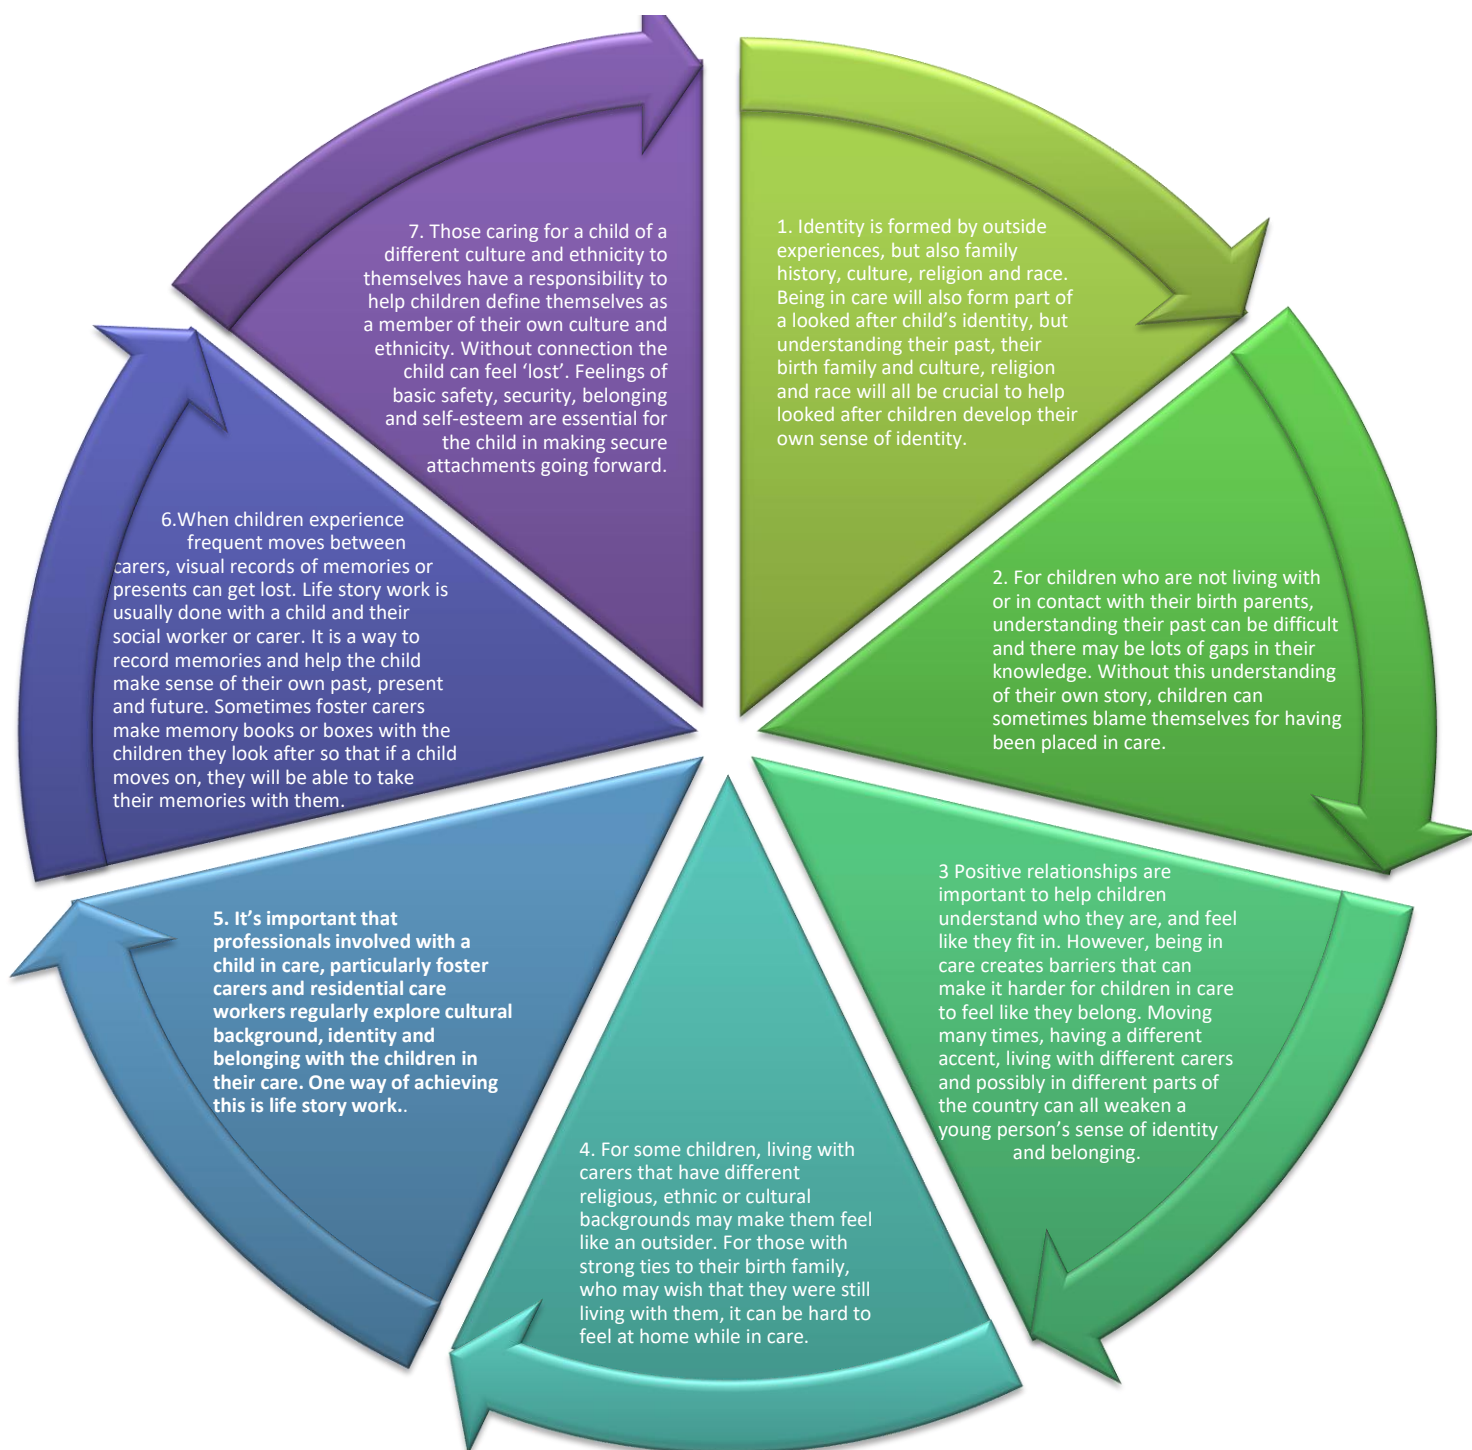 1. Identity is formed by outside
experiences, but also family
history, culture, religion and race.
Being in care will also form part of
a looked after child’s identity, but
understanding their past, their
birth family and culture, religion
and race will all be crucial to help
looked after children develop their
own sense of identity.
2. For children who are not living with
or in contact with their birth parents,
understanding their past can be difficult
and there may be lots of gaps in their
knowledge. Without this understanding
of their own story, children can
sometimes blame themselves for having
been placed in care.
3 Positive relationships are
important to help children
understand who they are, and feel
like they fit in. However, being in
care creates barriers that can
make it harder for children in care
to feel like they belong. Moving
many times, having a different
accent, living with different carers
and possibly in different parts of
the country can all weaken a
young person’s sense of identity
and belonging.
4. For some children, living with
carers that have different
religious, ethnic or cultural
backgrounds may make them feel
like an outsider. For those with
strong ties to their birth family,
who may wish that they were still
living with them, it can be hard to
feel at home while in care.
5. It’s important that
professionals involved with a
child in care, particularly foster
carers and residential care
workers regularly explore cultural
background, identity and
belonging with the children in
their care. One way of achieving
this is life story work..
6.When children experience
frequent moves between
carers, visual records of memories or
presents can get lost. Life story work is
usually done with a child and their
social worker or carer. It is a way to
record memories and help the child
make sense of their own past, present
and future. Sometimes foster carers
make memory books or boxes with the
children they look after so that if a child
moves on, they will be able to take
their memories with them.
7. Those caring for a child of a
different culture and ethnicity to
themselves have a responsibility to
help children define themselves as
a member of their own culture and
ethnicity. Without connection the
child can feel ‘lost’. Feelings of
basic safety, security, belonging
and self-esteem are essential for
the child in making secure
attachments going forward.